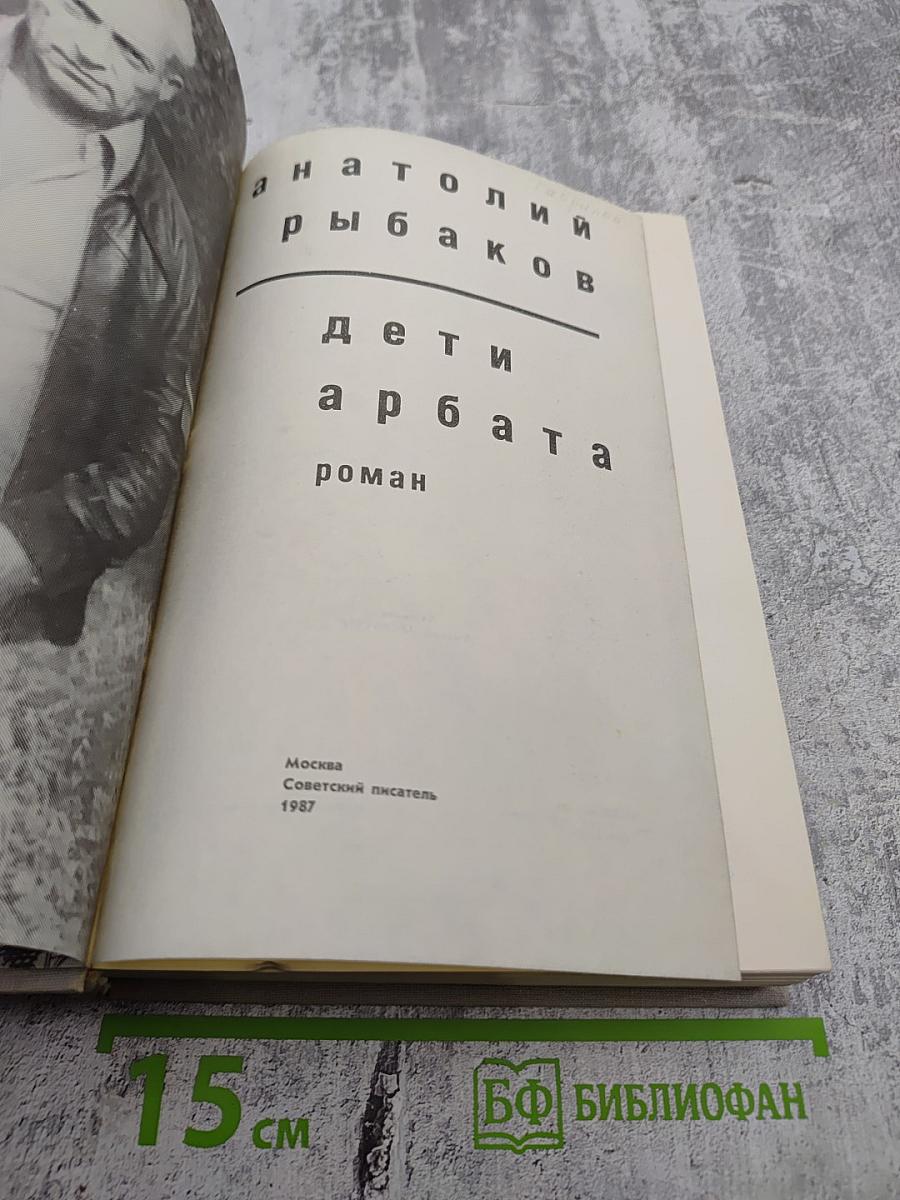 анатолий
рыбаков
дети
арбата
роман
Москва
Советский писатель
1987
15 см
БФ БИБЛИОФАН